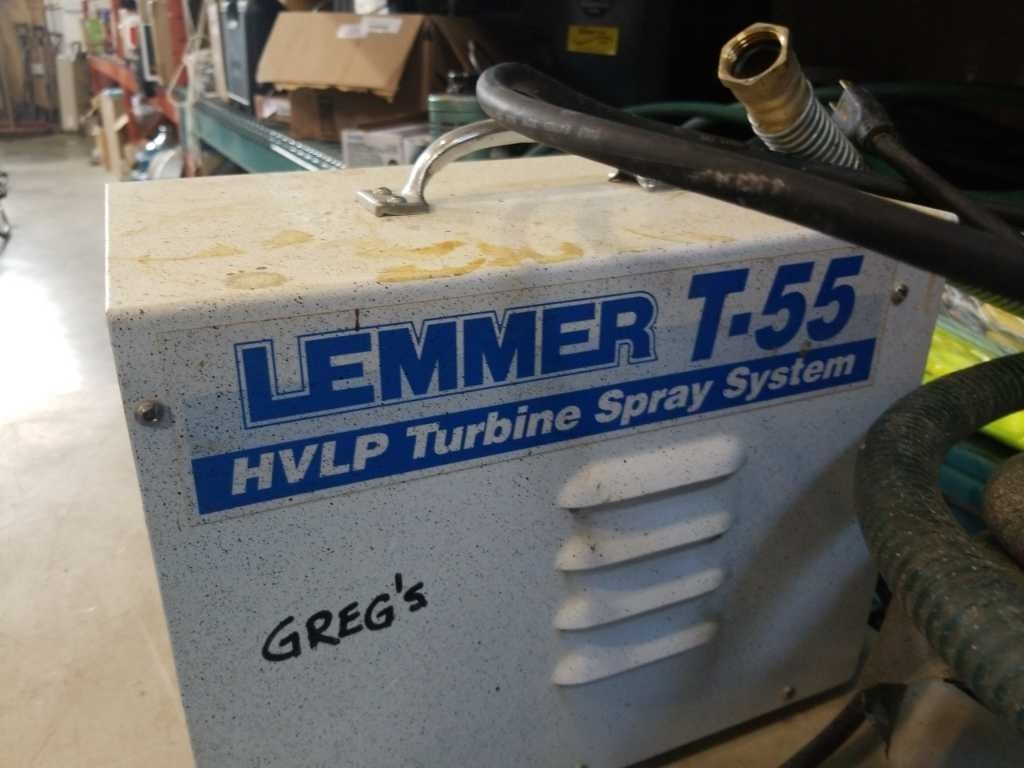 LEMMER T-55
HVLP Turbine Spray System
GREG's